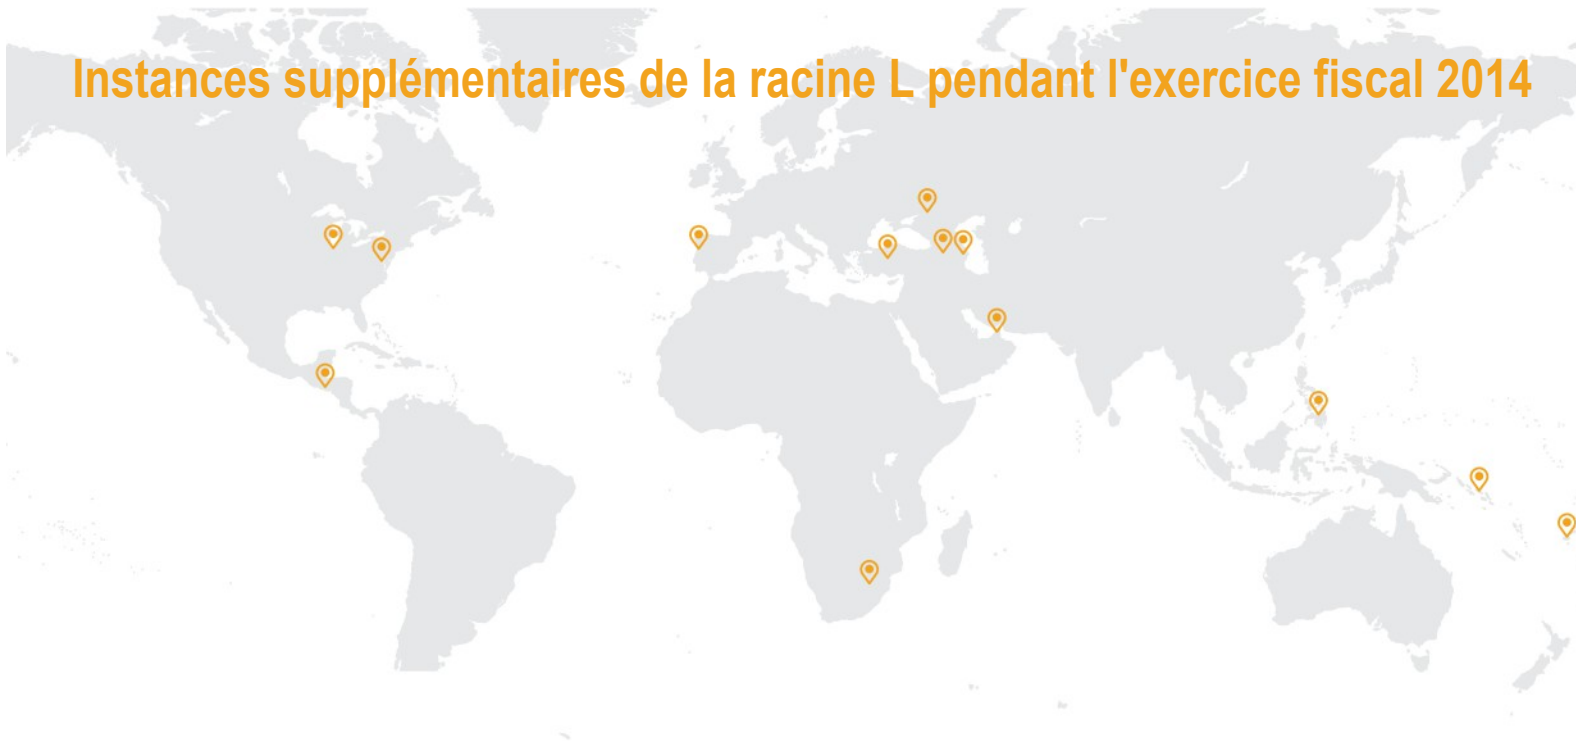 Instances supplémentaires de la racine L pendant l'exercice fiscal 2014